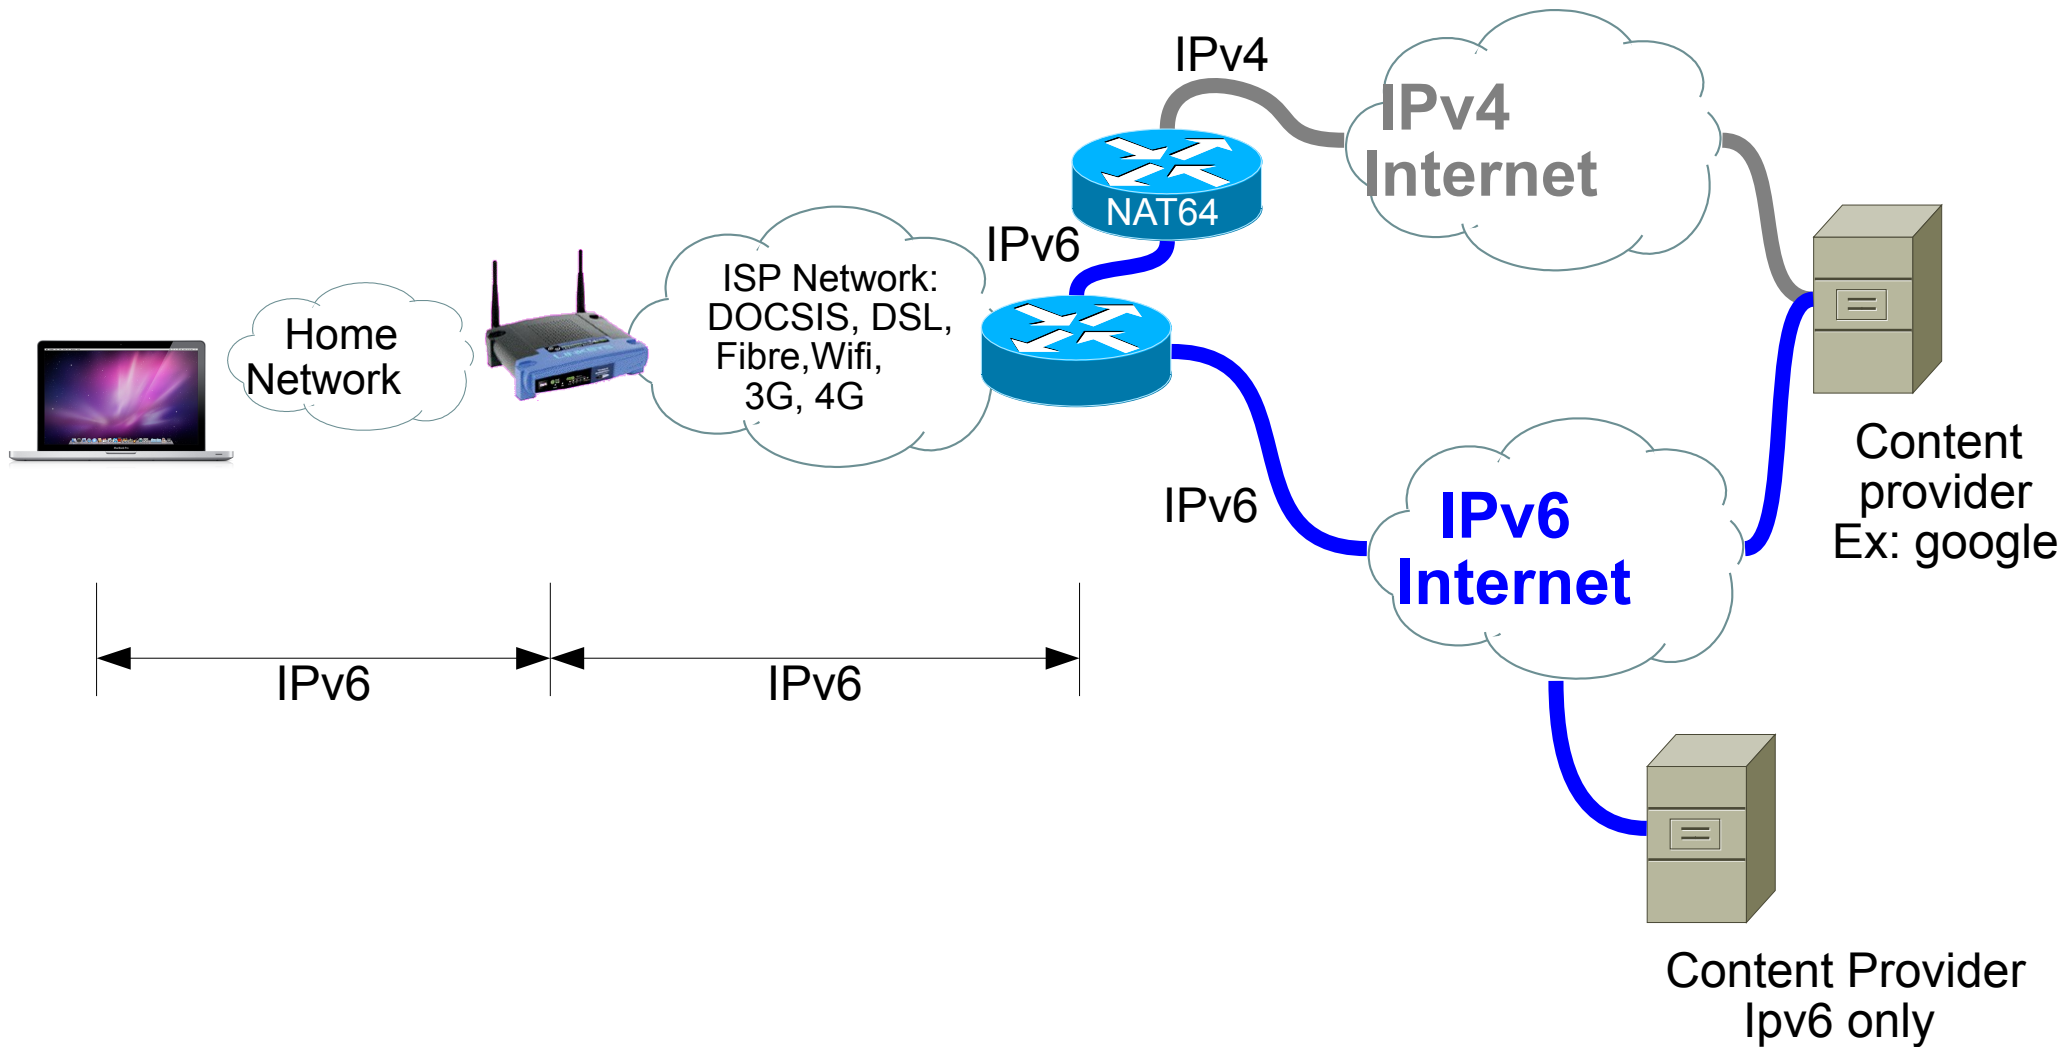 IPv4
IPv4
Internet
NAT64
IPv6
ISP Network:
DOCSIS, DSL,
Fibre,Wifi,
3G, 4G
Home
Network
Content
provider
Ex: google
IPv6
IPv6
Internet
IPv6
IPv6
Content Provider
Ipv6 only